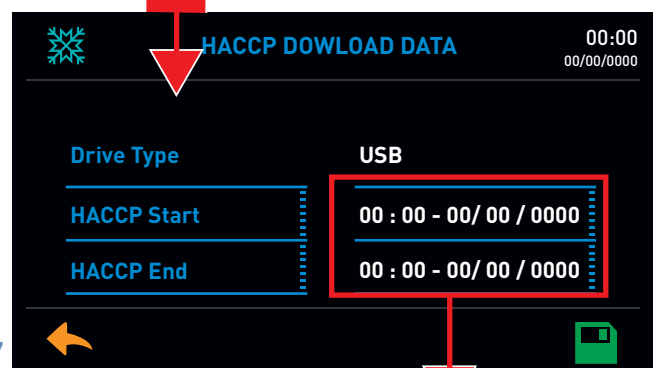 HACCP DOWLOAD DATA
00:00
00/00/0000
Drive Type USB
HACCP Start 00 : 00 - 00/ 00 / 0000
HACCP End 00 : 00 - 00/ 00 / 0000